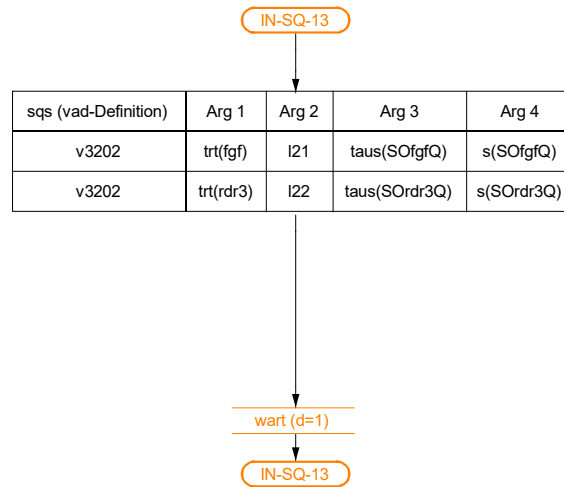 IN-SQ-13
sqs (vad-Definition) Arg 1 Arg 2 Arg 3 Arg 4
v3202 trt(fgf) l21 taus(SOfgfQ) s(SOfgfQ)
v3202 trt(rdr3) l22 taus(SOrdr3Q) s(SOrdr3Q)
wart (d=1)
IN-SQ-13